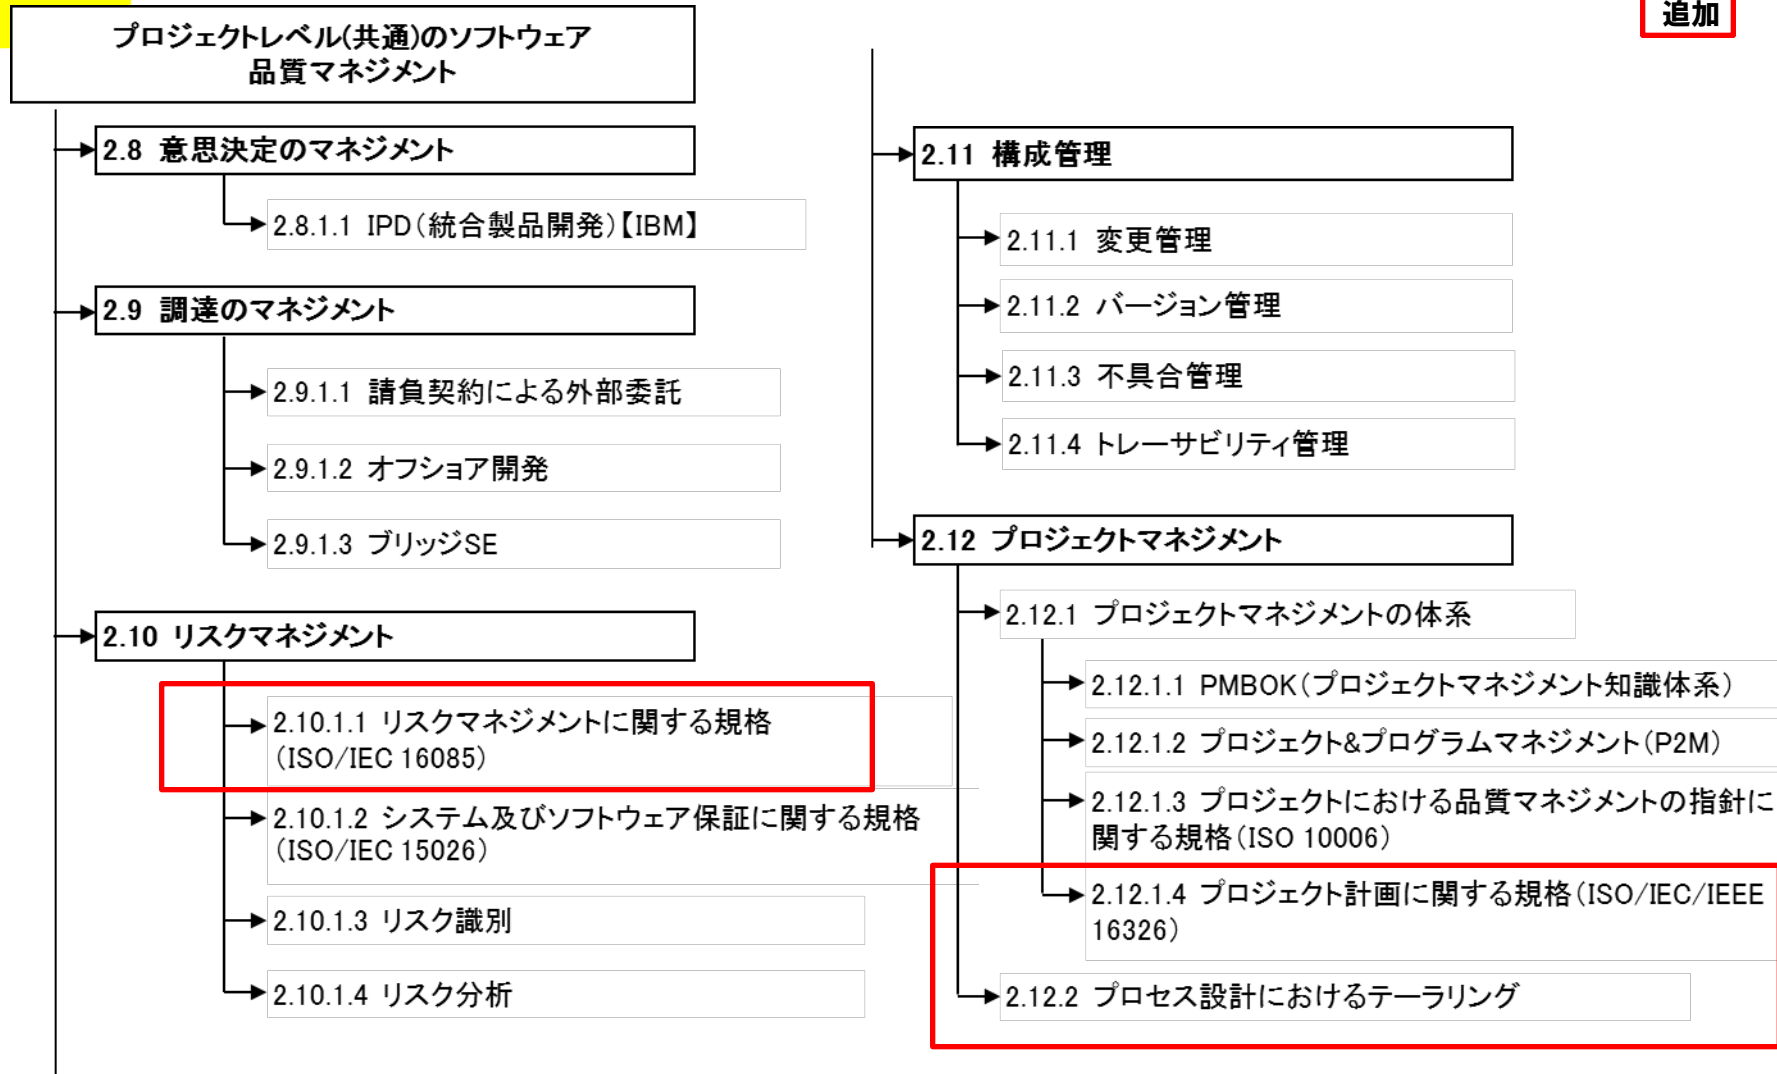 追加
プロジェクトレベル(共通)のソフトウェア
品質マネジメント
2.8 意思決定のマネジメント
2.8.1.1 IPD(統合製品開発)【IBM】
2.9 調達のマネジメント
2.9.1.1 請負契約による外部委託
2.9.1.2 オフショア開発
2.9.1.3 ブリッジSE
2.10 リスクマネジメント
2.10.1.1 リスクマネジメントに関する規格
(ISO/IEC 16085)
2.10.1.2 システム及びソフトウェア保証に関する規格
(ISO/IEC 15026)
2.10.1.3 リスク識別
2.10.1.4 リスク分析
2.11 構成管理
2.11.1 変更管理
2.11.2 バージョン管理
2.11.3 不具合管理
2.11.4 トレーサビリティ管理
2.12 プロジェクトマネジメント
2.12.1 プロジェクトマネジメントの体系
2.12.1.1 PMBOK(プロジェクトマネジメント知識体系)
2.12.1.2 プロジェクト&プログラムマネジメント(P2M)
2.12.1.3 プロジェクトにおける品質マネジメントの指針に
関する規格(ISO 10006)
2.12.1.4 プロジェクト計画に関する規格(ISO/IEC/IEEE
16326)
2.12.2 プロセス設計におけるテーラリング